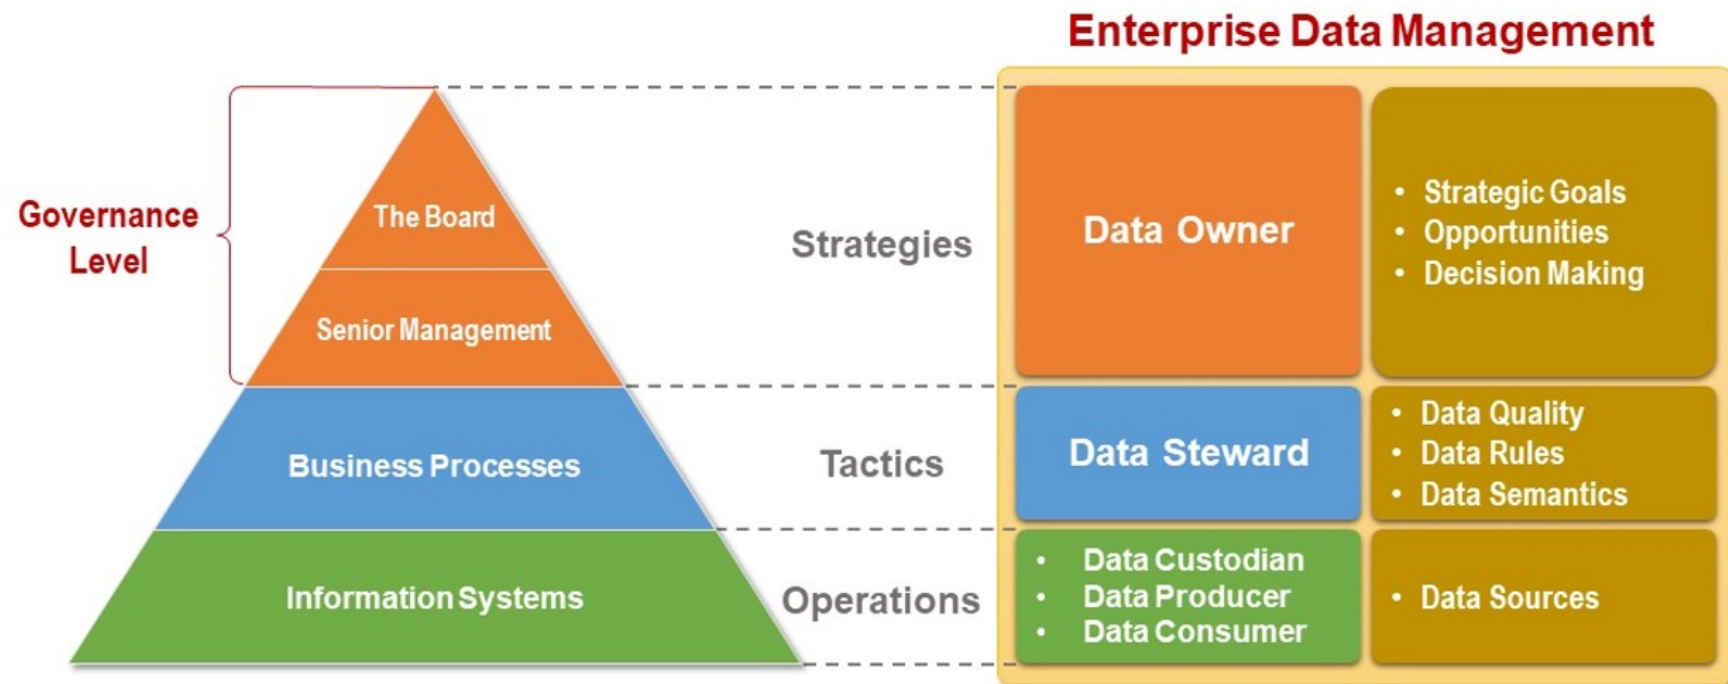 Enterprise Data Management
Governance
Level
The Board
Senior Management
Business Processes
Information Systems
Strategies
Tactics
Operations
Data Owner
• Strategic Goals
• Opportunities
• Decision Making
Data Steward
• Data Quality
• Data Rules
• Data Semantics
• Data Custodian
• Data Producer
• Data Consumer
• Data Sources